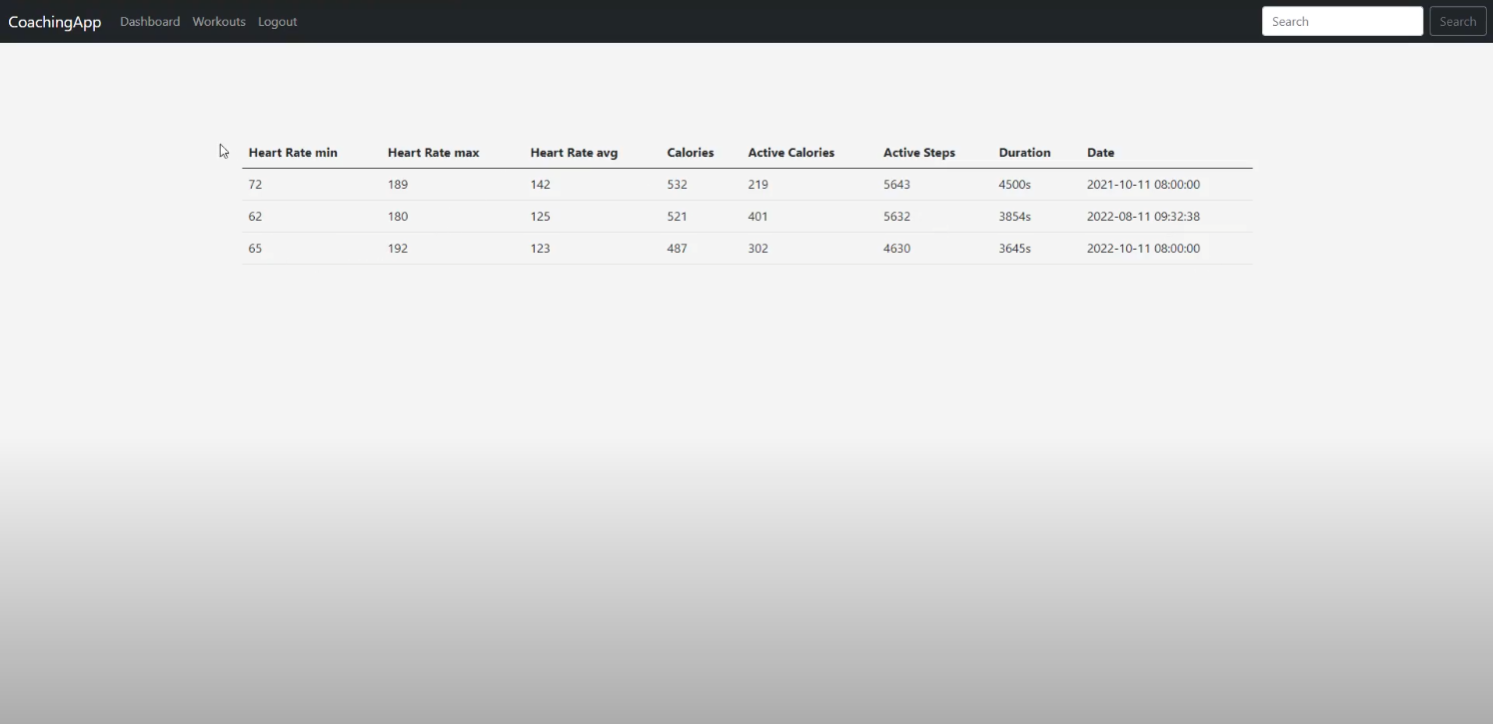 CoachingApp Dashboard Workouts Logout Search Search
Heart Rate min Heart Rate max Heart Rate avg Calories Active Calories Active Steps Duration Date
72 189 142 532 219 5643 4500s 2021-10-11 08:00:00
62 180 125 521 401 5632 3854s 2022-08-11 09:32:38
65 192 123 487 302 4630 3645s 2022-10-11 08:00:00